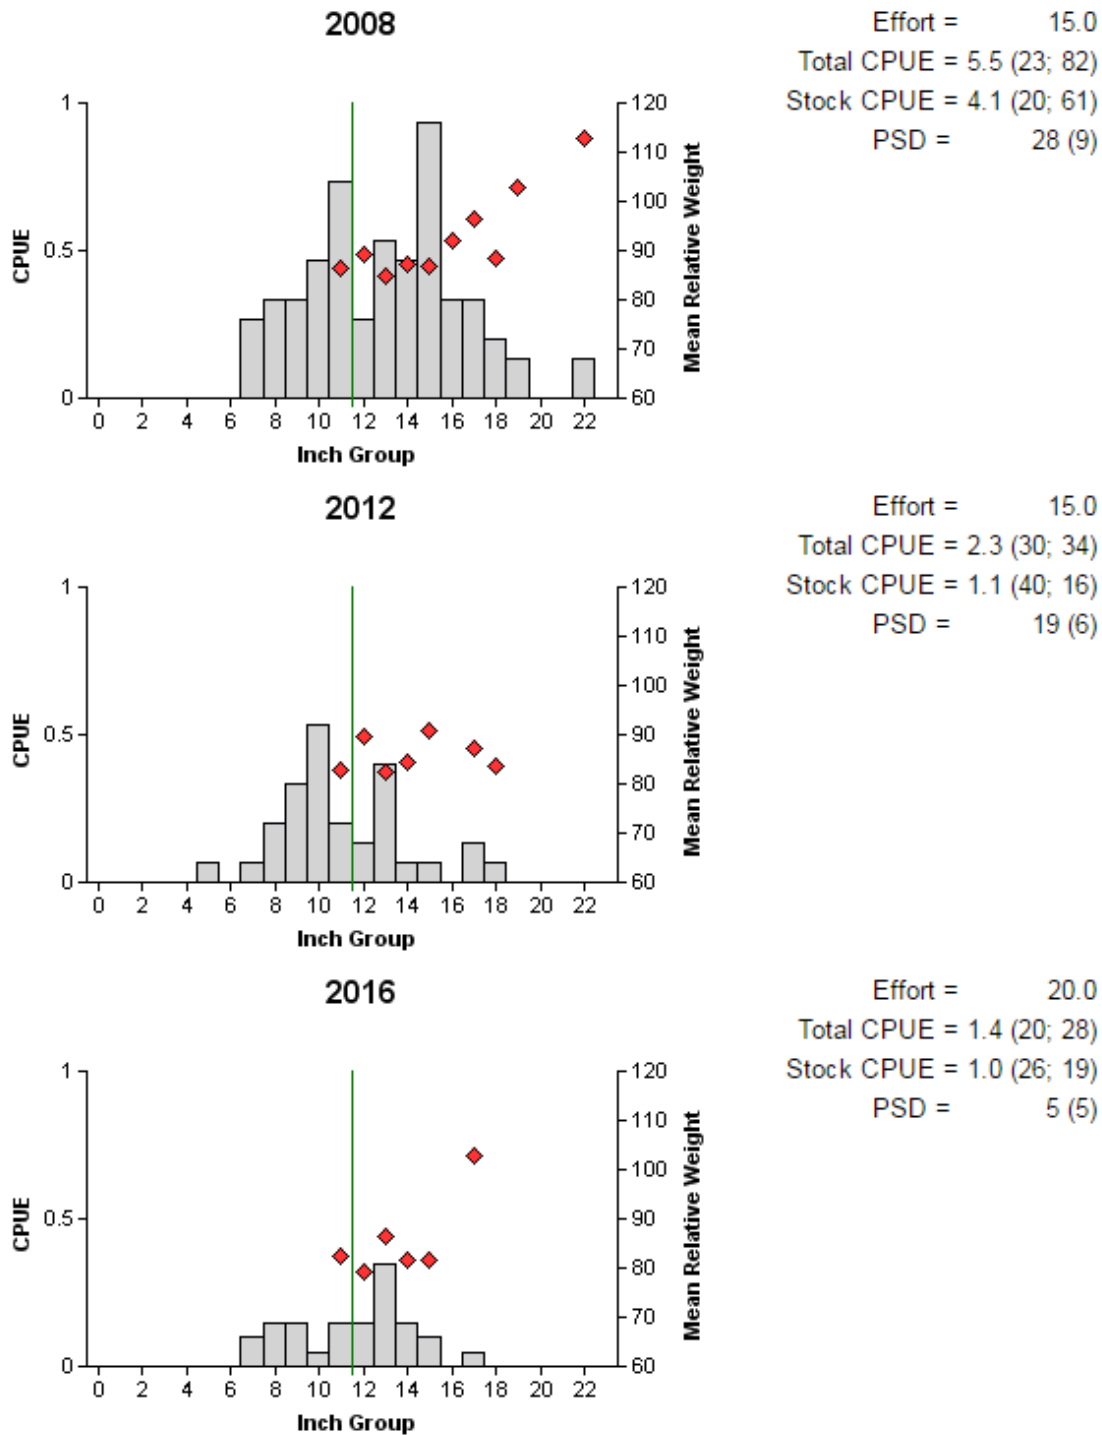 2008
Effort = 15.0
Total CPUE = 5.5 (23; 82)
Stock CPUE = 4.1 (20; 61)
PSD = 28 (9)
1
0.5
0
CPUE
120
110
100
90
80
70
60
Mean Relative Weight
0 2 4 6 8 10 12 14 16 18 20 22
Inch Group
2012
Effort = 15.0
Total CPUE = 2.3 (30; 34)
Stock CPUE = 1.1 (40; 16)
PSD = 19 (6)
1
0.5
0
CPUE
120
110
100
90
80
70
60
Mean Relative Weight
0 2 4 6 8 10 12 14 16 18 20 22
Inch Group
2016
Effort = 20.0
Total CPUE = 1.4 (20; 28)
Stock CPUE = 1.0 (26; 19)
PSD = 5 (5)
1
0.5
0
CPUE
120
110
100
90
80
70
60
Mean Relative Weight
0 2 4 6 8 10 12 14 16 18 20 22
Inch Group